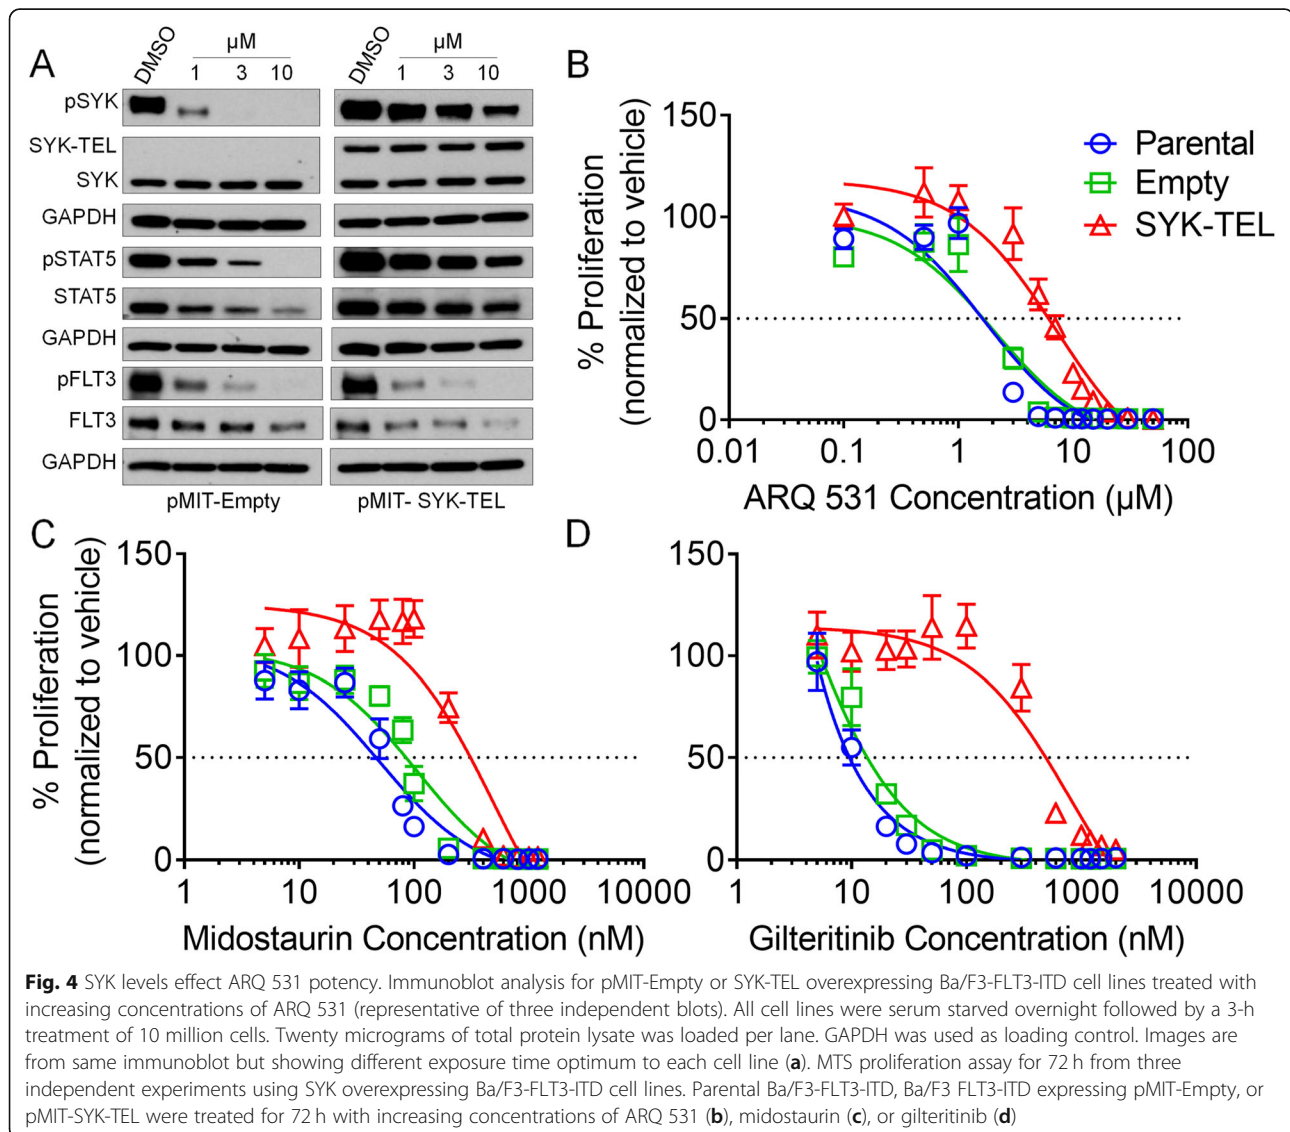 A
DMSO
µM
1 3 10
DMSO
µM
1 3 10
pSYK
SYK-TEL
SYK
GAPDH
pSTAT5
STAT5
GAPDH
pFLT3
FLT3
GAPDH
pMIT-Empty
pMIT- SYK-TEL
B
% Proliferation
(normalized to vehicle)
150
100
50
0
0.01 0.1 1 10 100
ARQ 531 Concentration (µM)
Parental
Empty
SYK-TEL
C
% Proliferation
(normalized to vehicle)
150
100
50
0
1 10 100 1000 10000
Midostaurin Concentration (nM)
D
150
100
50
0
1 10 100 1000 10000
Gilteritinib Concentration (nM)
Fig. 4 SYK levels effect ARQ 531 potency. Immunoblot analysis for pMIT-Empty or SYK-TEL overexpressing Ba/F3-FLT3-ITD cell lines treated with
increasing concentrations of ARQ 531 (representative of three independent blots). All cell lines were serum starved overnight followed by a 3-h
treatment of 10 million cells. Twenty micrograms of total protein lysate was loaded per lane. GAPDH was used as loading control. Images are
from same immunoblot but showing different exposure time optimum to each cell line (a). MTS proliferation assay for 72 h from three
independent experiments using SYK overexpressing Ba/F3-FLT3-ITD cell lines. Parental Ba/F3-FLT3-ITD, Ba/F3 FLT3-ITD expressing pMIT-Empty, or
pMIT-SYK-TEL were treated for 72 h with increasing concentrations of ARQ 531 (b), midostaurin (c), or gilteritinib (d)